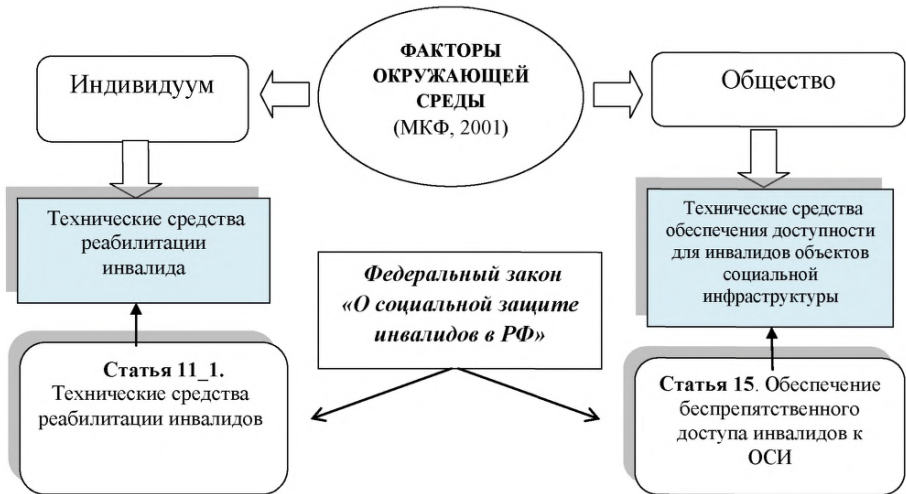 ФАКТОРЫ
ОКРУЖАЮЩЕЙ
СРЕДЫ
(МКФ, 2001)
Индивидуум
Общество
Технические средства
реабилитации
инвалида
Технические средства
обеспечения доступности
для инвалидов объектов
социальной
инфраструктуры
Федеральный закон
«О социальной защите
инвалидов в РФ»
Статья 11_1.
Технические средства
реабилитации инвалидов
Статья 15. Обеспечение
беспрепятственного
доступа инвалидов к
ОСИ